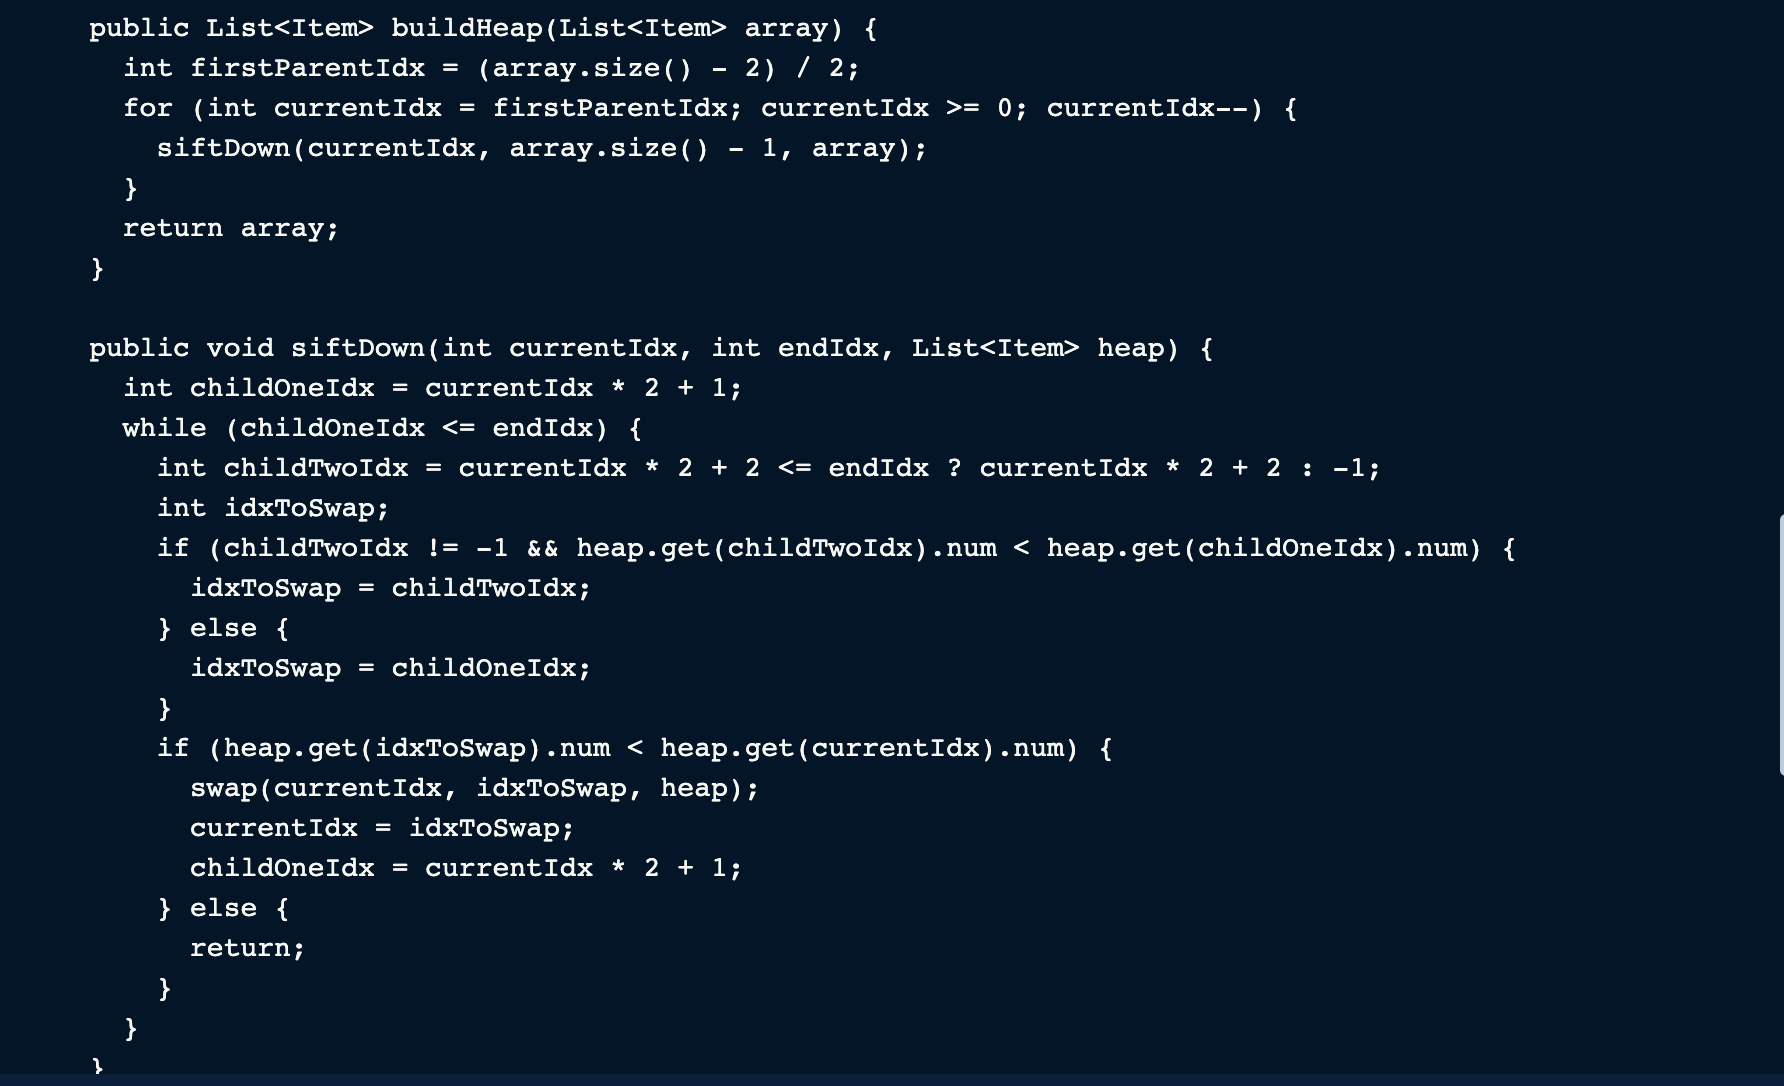 public List<Item> buildHeap(List<Item> array) {
int firstParentIdx = (array.size() - 2) / 2;
for (int currentIdx = firstParentIdx; currentIdx >= 0; currentIdx--) {
siftDown(currentIdx, array.size() - 1, array);
}
return array;
}
public void siftDown(int currentIdx, int endIdx, List<Item> heap) {
int childOneIdx = currentIdx * 2 + 1;
while (childOneIdx <= endIdx) {
int childTwoIdx = currentIdx * 2 + 2 <= endIdx ? currentIdx * 2 + 2 : -1;
int idxToSwap;
if (childTwoIdx != -1 && heap.get(childTwoIdx).num < heap.get(childOneIdx).num) {
idxToSwap = childTwoIdx;
} else {
idxToSwap = childOneIdx;
}
if (heap.get(idxToSwap).num < heap.get(currentIdx).num) {
swap(currentIdx, idxToSwap, heap);
currentIdx = idxToSwap;
childOneIdx = currentIdx * 2 + 1;
} else {
return;
}
}
}